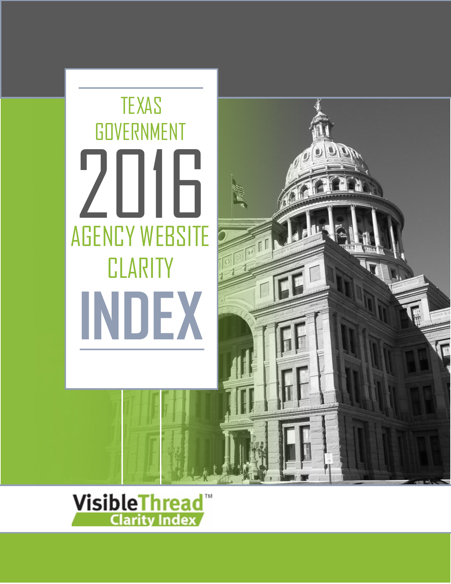 TEXAS
GOVERNMENT
2016
AGENCY WEBSITE
CLARITY
INDEX
VisibleThread™
Clarity Index